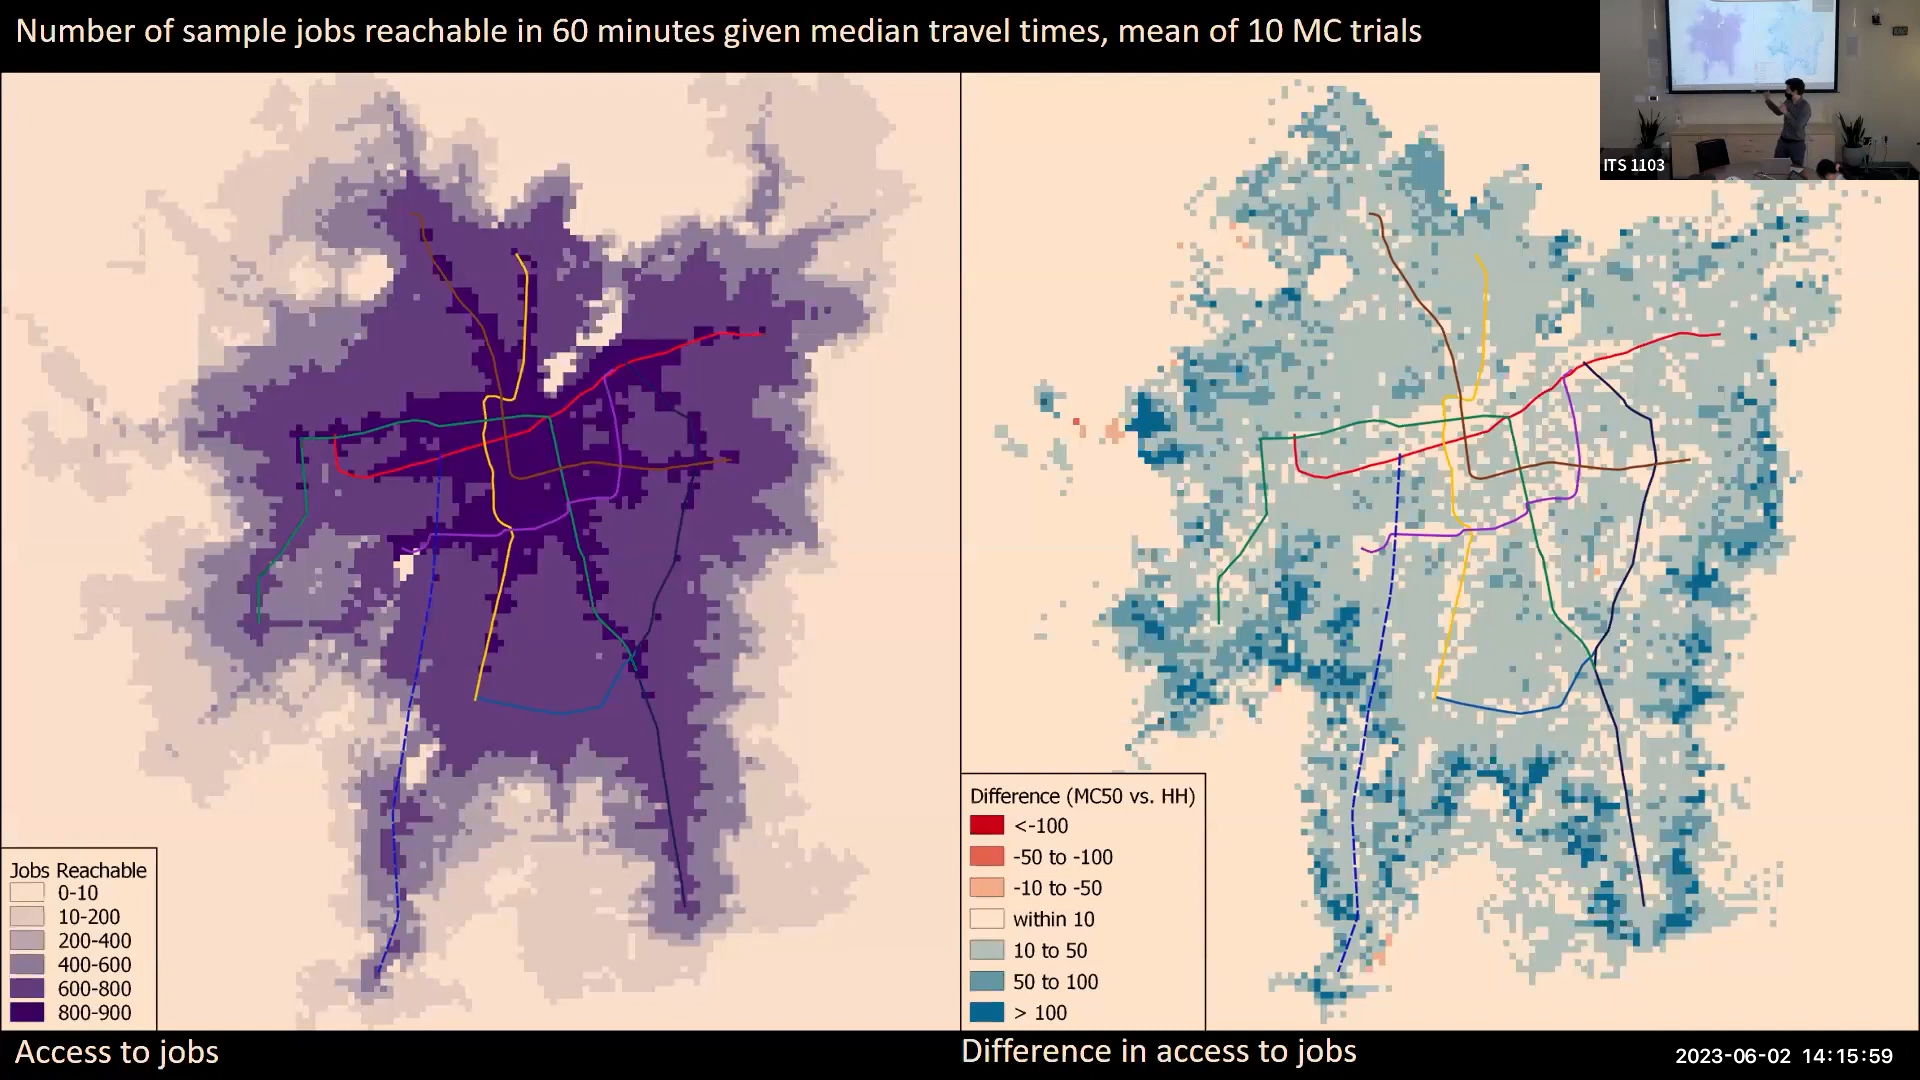 Number of sample jobs reachable in 60 minutes given median travel times, mean of 10 MC trials
ITS 1103
Jobs Reachable
0-10
10-200
200-400
400-600
600-800
800-900
Difference (MC50 vs. HH)
<-100
-50 to -100
-10 to -50
within 10
10 to 50
50 to 100
> 100
Access to jobs
Difference in access to jobs
2023-06-02 14:15:59